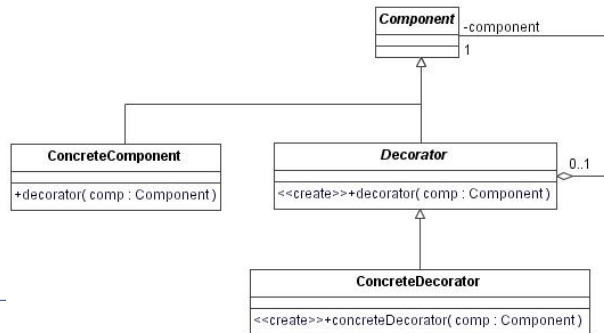 Component
-component
1
ConcreteComponent
+decorator( comp : Component )
Decorator
<<create>>+decorator( comp : Component )
0..1
ConcreteDecorator
<<create>>+concreteDecorator( comp : Component )